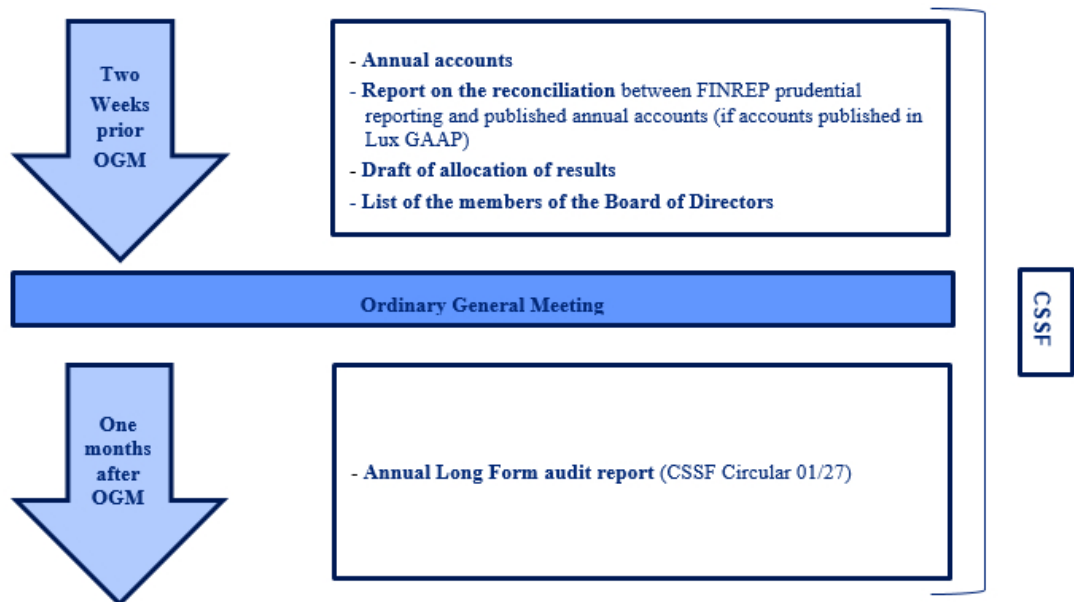 Two
Weeks
prior
OGM
- Annual accounts
- Report on the reconciliation between FINREP prudential
reporting and published annual accounts (if accounts published in
Lux GAAP)
- Draft of allocation of results
- List of the members of the Board of Directors
Ordinary General Meeting
CSSF
One
months
after
OGM
- Annual Long Form audit report (CSSF Circular 01/27)